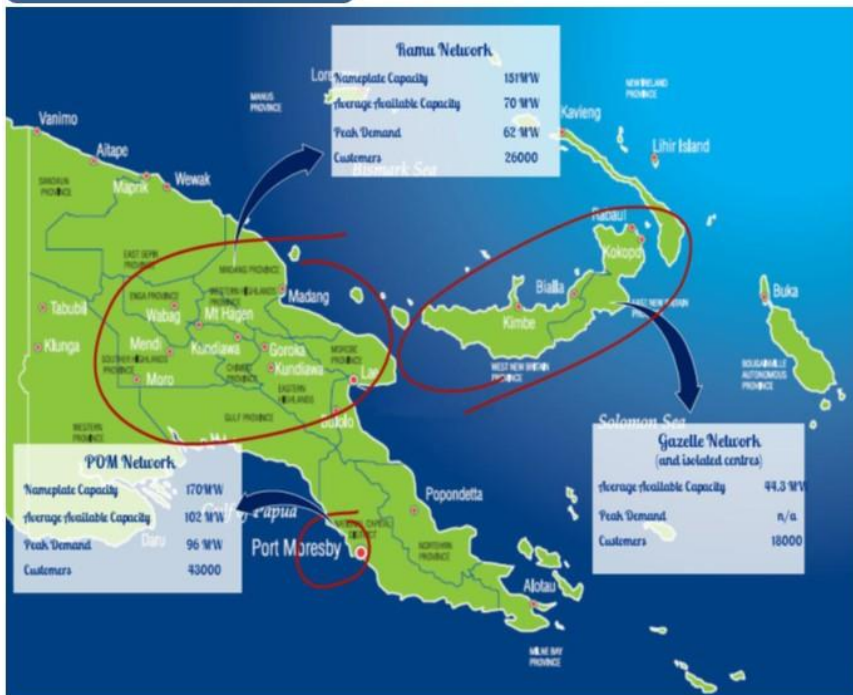 Ramu Network
Nameplate Capacity 151MW
Average Available Capacity 70 MW
Peak Demand 62 MW
Customers 26000
MANUS PROVINCE
NEW IRELAND PROVINCE
Kavieng
Lihir Island
Bismark Sea
Vanimo
Aitape
Maprik
Wewak
SANDAUN PROVINCE
EAST SEPIK PROVINCE
MADANG PROVINCE
ENGA PROVINCE
WESTERN HIGHLANDS PROVINCE
Madang
Rabaul
Kokopo
Bialla
EAST NEW BRITAIN
Kimbe
WEST NEW BRITAIN PROVINCE
Buka
BOUGAINVILLE AUTONOMOUS PROVINCE
Tabubil
Wabag
Mt Hagen
Kiunga
Mendi
Kundiawa
Goroka
MOROBE PROVINCE
SOUTHERN HIGHLANDS PROVINCE
CHIMBU PROVINCE
Kundiawa
Lae
Moro
EASTERN HIGHLANDS
GULF PROVINCE
Bulolo
WESTERN PROVINCE
Solomon Sea
POM Network
Nameplate Capacity 170MW
Average Available Capacity 102 MW
Peak Demand 96 MW
Customers 43000
Gulf of Papua
Daru
NATIONAL CAPITAL DISTRICT
Port Moresby
Popondetta
NORTEHRN PROVINCE
Alotau
MILNE BAY PROVINCE
Gazelle Network
(and isolated centres)
Average Available Capacity 44.3 MW
Peak Demand n/a
Customers 18000